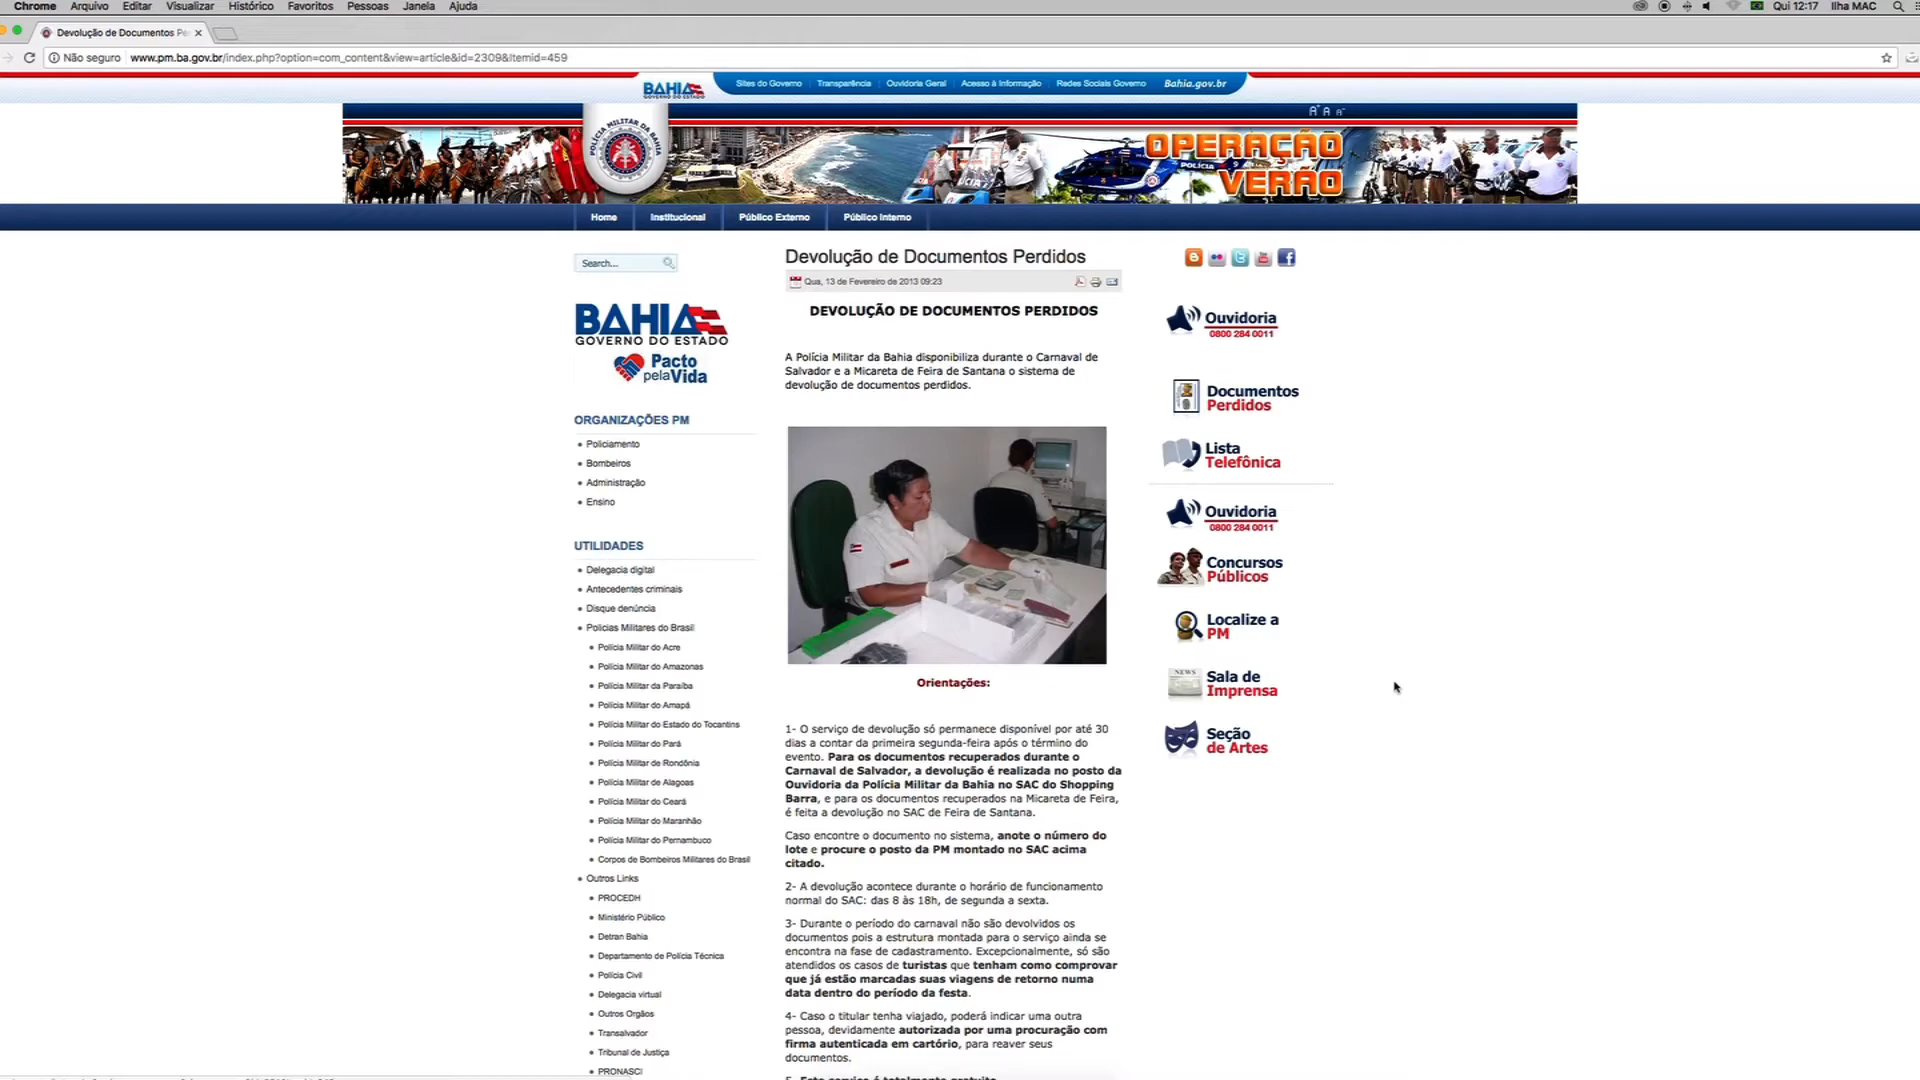 Chrome Arquivo Editar Visualizar Histórico Favoritos Pessoas Janela Ajuda
Qui 12:17 Ilha MAC
Devolução de Documentos Pe
Não seguro www.pm.ba.gov.br/index.php?option=com_content&view=article&id=2309&Itemid=459
BAHIA
GOVERNO DO ESTADO
Sites do Governo Transparência Ouvidoria Geral Acesso à Informação Redes Sociais Governo Bahia.gov.br
A+ A A-
POLÍCIA MILITAR DA BAHIA
POLÍCIA
OPERAÇÃO
VERÃO
Home Institucional Público Externo Público Interno
Search...
BAHIA
GOVERNO DO ESTADO
Pacto
pelaVida
ORGANIZAÇÕES PM
Policiamento
Bombeiros
Administração
Ensino
UTILIDADES
Delegacia digital
Antecedentes criminais
Disque denúncia
Policias Militares do Brasil
Polícia Militar do Acre
Polícia Militar do Amazonas
Polícia Militar da Paraíba
Polícia Militar do Amapá
Polícia Militar do Estado do Tocantins
Polícia Militar do Pará
Polícia Militar de Rondônia
Polícia Militar de Alagoas
Polícia Militar do Ceará
Polícia Militar do Maranhão
Polícia Militar do Pernambuco
Corpos de Bombeiros Militares do Brasil
Outros Links
PROCEDH
Ministério Público
Detran Bahia
Departamento de Polícia Técnica
Polícia Civil
Delegacia virtual
Outros Orgãos
Transalvador
Tribunal de Justiça
PRONASCI
Devolução de Documentos Perdidos
Qua, 13 de Fevereiro de 2013 09:23
DEVOLUÇÃO DE DOCUMENTOS PERDIDOS
A Polícia Militar da Bahia disponibiliza durante o Carnaval de
Salvador e a Micareta de Feira de Santana o sistema de
devolução de documentos perdidos.
Orientações:
1- O serviço de devolução só permanece disponível por até 30
dias a contar da primeira segunda-feira após o término do
evento. Para os documentos recuperados durante o
Carnaval de Salvador, a devolução é realizada no posto da
Ouvidoria da Polícia Militar da Bahia no SAC do Shopping
Barra, e para os documentos recuperados na Micareta de Feira,
é feita a devolução no SAC de Feira de Santana.
Caso encontre o documento no sistema, anote o número do
lote e procure o posto da PM montado no SAC acima
citado.
2- A devolução acontece durante o horário de funcionamento
normal do SAC: das 8 às 18h, de segunda a sexta.
3- Durante o período do carnaval não são devolvidos os
documentos pois a estrutura montada para o serviço ainda se
encontra na fase de cadastramento. Excepcionalmente, só são
atendidos os casos de turistas que tenham como comprovar
que já estão marcadas suas viagens de retorno numa
data dentro do período da festa.
4- Caso o titular tenha viajado, poderá indicar uma outra
pessoa, devidamente autorizada por uma procuração com
firma autenticada em cartório, para reaver seus
documentos.
5- Este serviço é totalmente gratuito
Ouvidoria
0800 284 0011
Documentos
Perdidos
Lista
Telefônica
Ouvidoria
0800 284 0011
Concursos
Públicos
Localize a
PM
NEWS
Sala de
Imprensa
Seção
de Artes